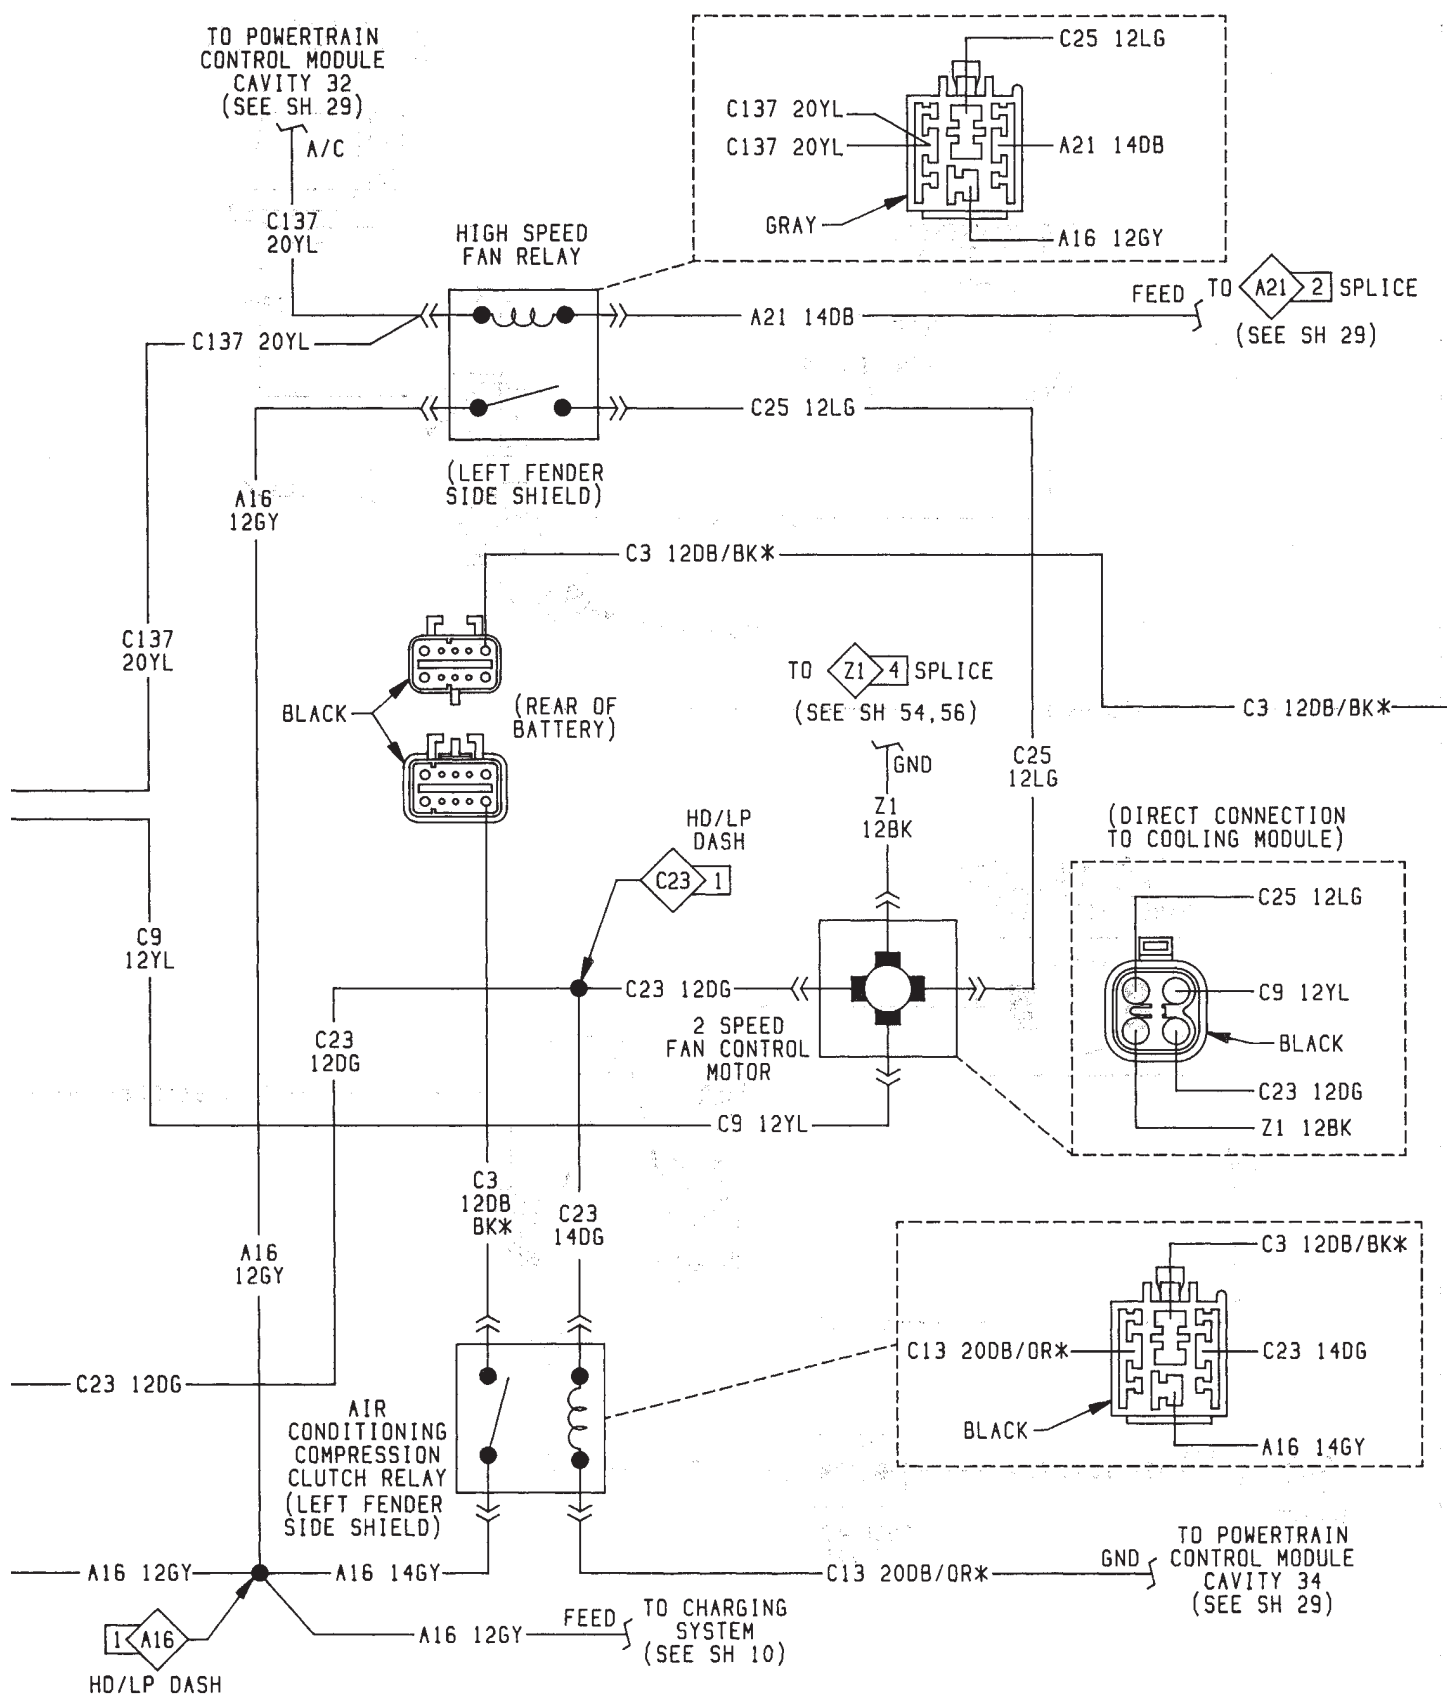 TO POWERTRAIN
CONTROL MODULE
CAVITY 32
(SEE SH 29)
A/C
C137
20YL
HIGH SPEED
FAN RELAY
C25 12LG
C137 20YL
C137 20YL
A21 14DB
GRAY
A16 12GY
C137 20YL
A21 14DB
FEED
TO A21 2 SPLICE
(SEE SH 29)
C25 12LG
(LEFT FENDER
SIDE SHIELD)
A16
12GY
C3 12DB/BK*
C137
20YL
BLACK
(REAR OF
BATTERY)
TO Z1 4 SPLICE
(SEE SH 54,56)
GND
C3 12DB/BK*
C25
12LG
Z1
12BK
HD/LP
DASH
C23 1
(DIRECT CONNECTION
TO COOLING MODULE)
C25 12LG
C9 12YL
BLACK
C23 12DG
Z1 12BK
C9
12YL
C23 12DG
C23
12DG
2 SPEED
FAN CONTROL
MOTOR
C9 12YL
C3
12DB
BK*
C23
14DG
A16
12GY
C3 12DB/BK*
C13 20DB/OR*
C23 14DG
BLACK
A16 14GY
C23 12DG
AIR
CONDITIONING
COMPRESSION
CLUTCH RELAY
(LEFT FENDER
SIDE SHIELD)
A16 12GY
A16 14GY
C13 20DB/OR*
GND
TO POWERTRAIN
CONTROL MODULE
CAVITY 34
(SEE SH 29)
1 A16
HD/LP DASH
A16 12GY
FEED
TO CHARGING
SYSTEM
(SEE SH 10)